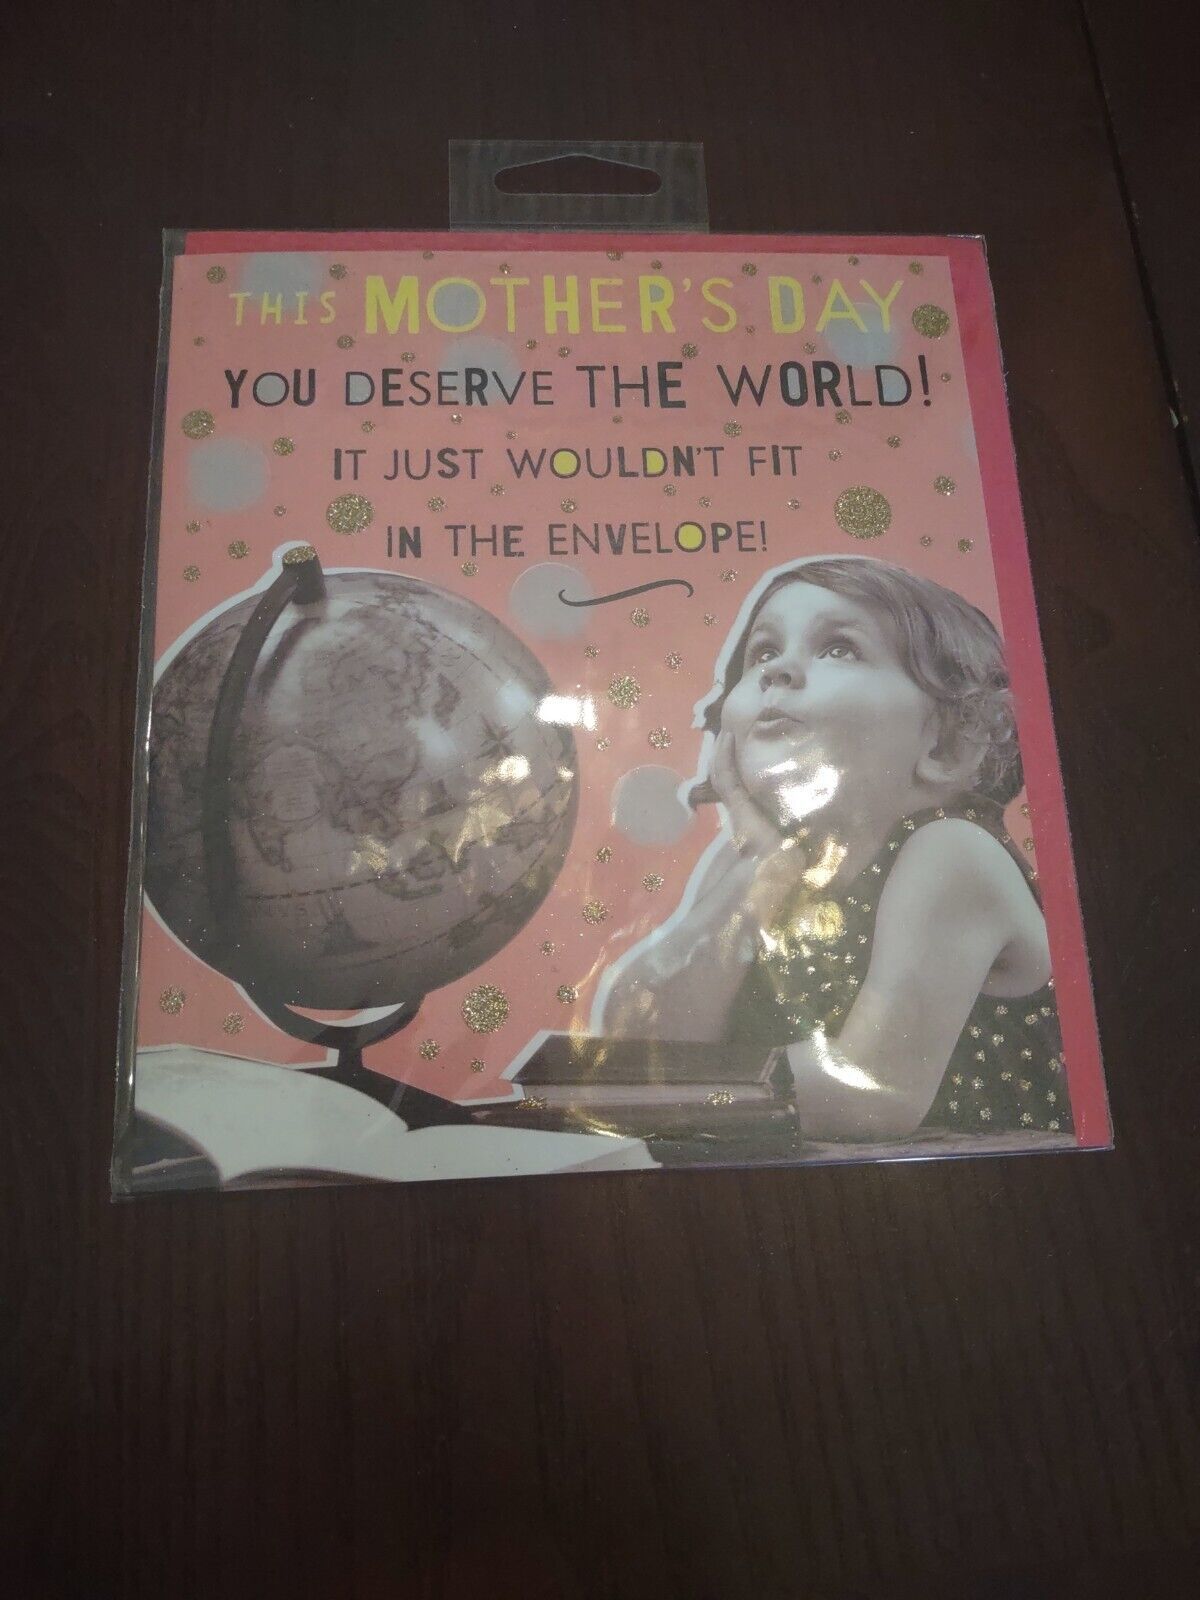 THIS MOTHER'S DAY
YOU DESERVE THE WORLD!
IT JUST WOULDN'T FIT
IN THE ENVELOPE!